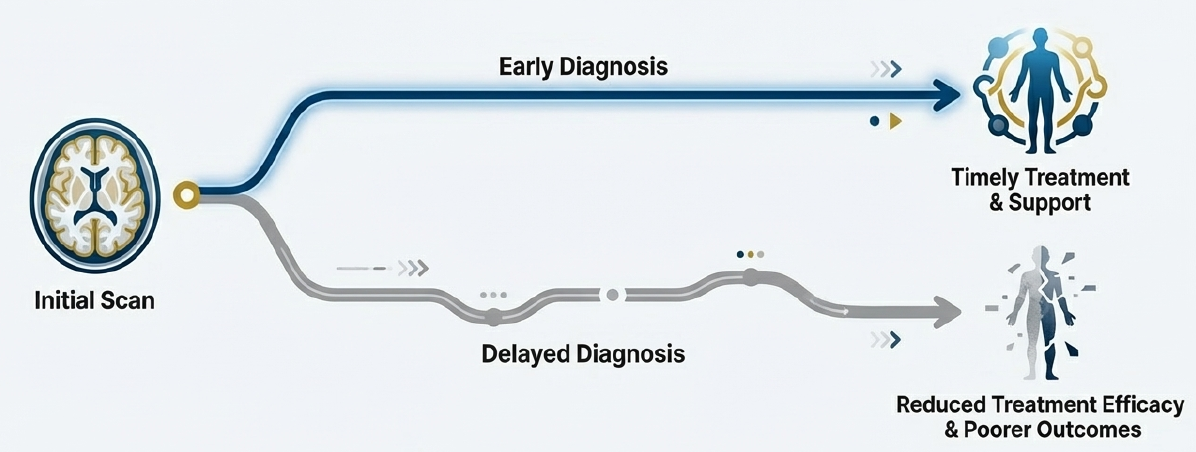 Early Diagnosis
Timely Treatment
& Support
Initial Scan
Delayed Diagnosis
Reduced Treatment Efficacy
& Poorer Outcomes